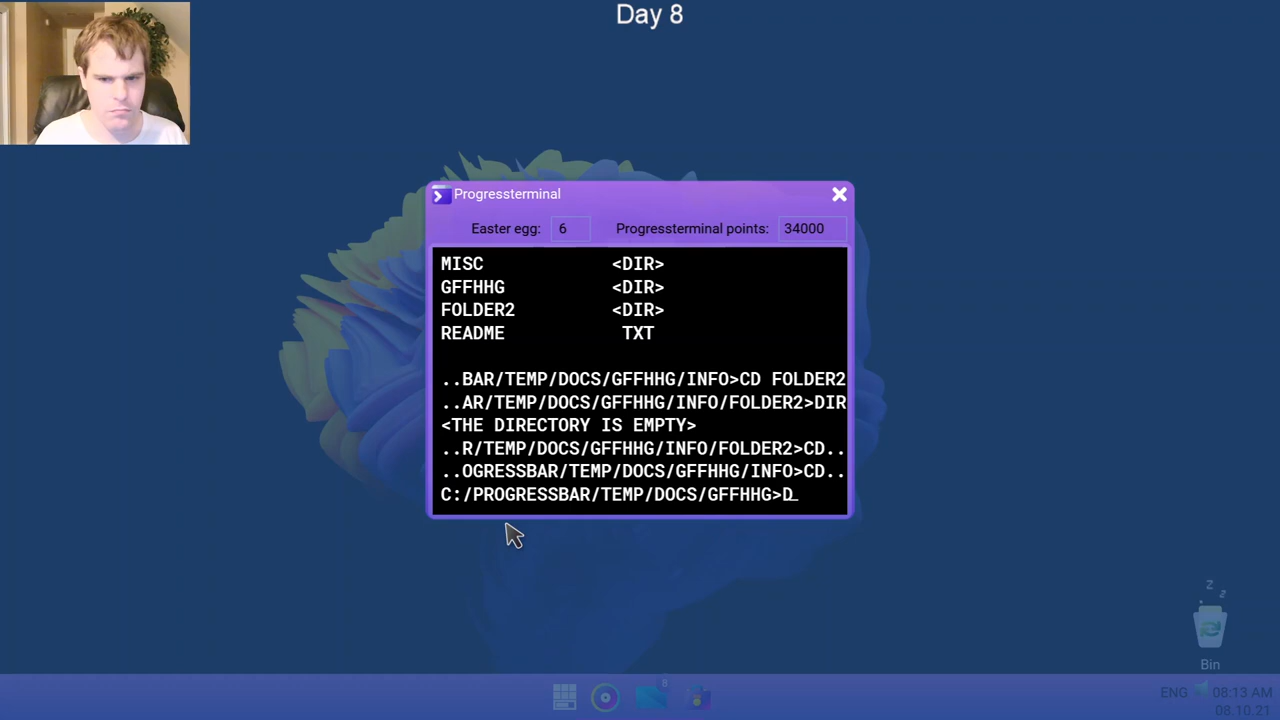 Day 8
Progressterminal
Easter egg: 6 Progressterminal points: 34000
MISC <DIR>
GFFHHG <DIR>
FOLDER2 <DIR>
README TXT
..BAR/TEMP/DOCS/GFFHHG/INFO>CD FOLDER2
..AR/TEMP/DOCS/GFFHHG/INFO/FOLDER2>DIR
<THE DIRECTORY IS EMPTY>
..R/TEMP/DOCS/GFFHHG/INFO/FOLDER2>CD..
..OGRESSBAR/TEMP/DOCS/GFFHHG/INFO>CD..
C:/PROGRESSBAR/TEMP/DOCS/GFFHHG>D_
Z
z
Bin
8
ENG 08:13 AM
08.10.21